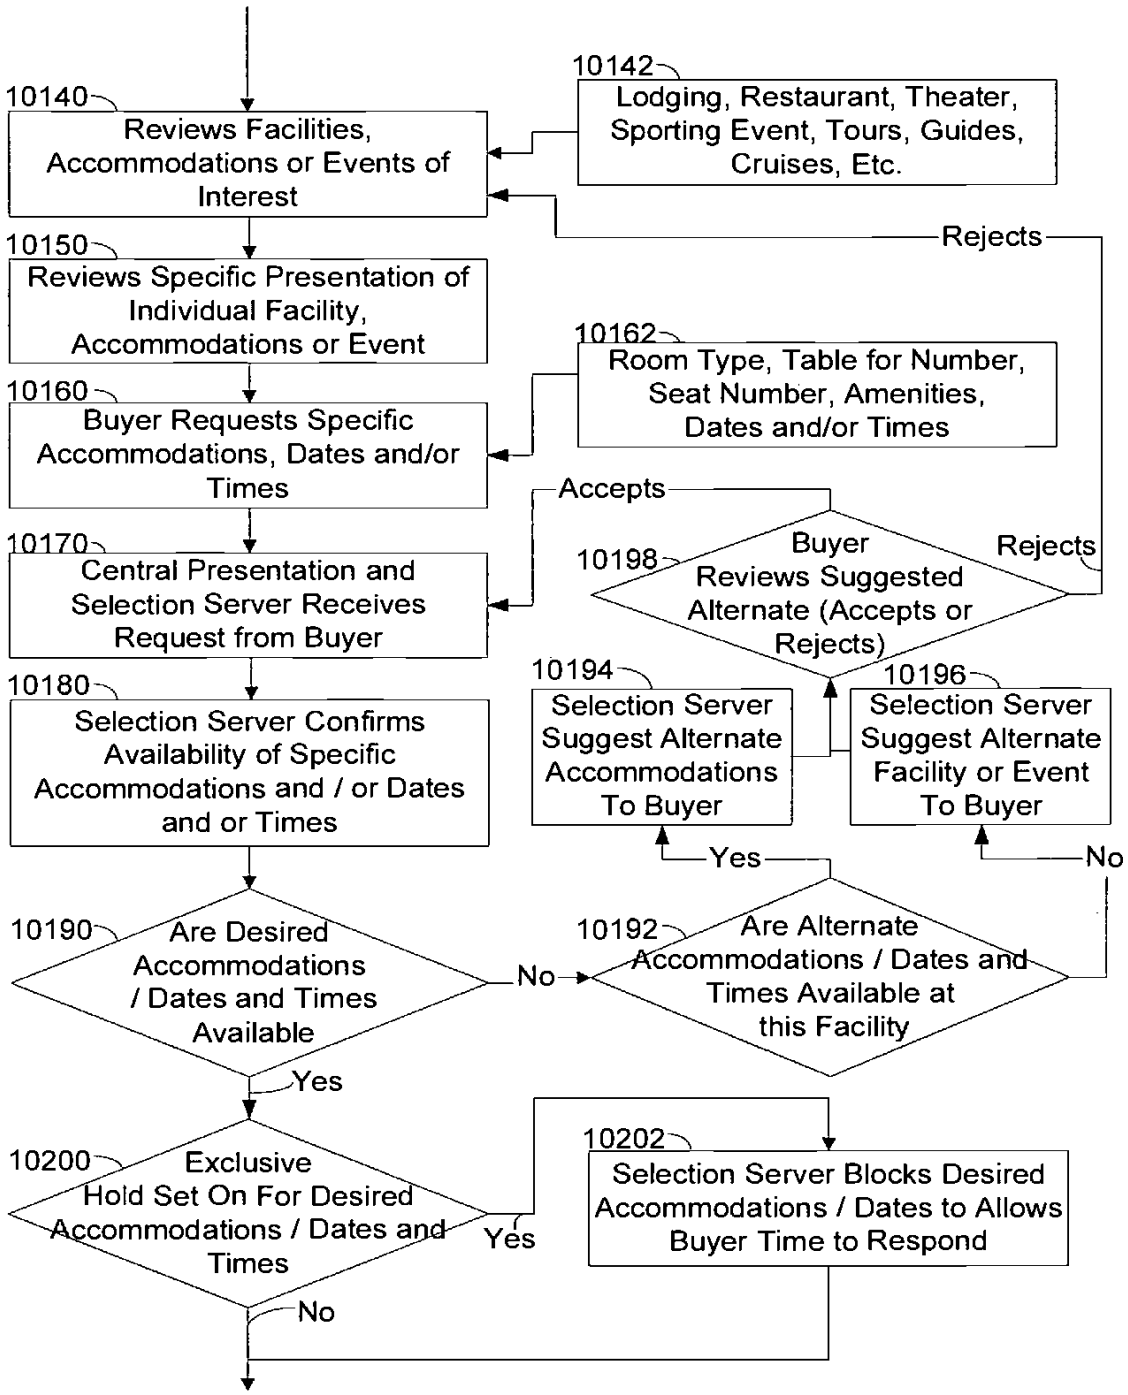 10140
Reviews Facilities,
Accommodations or Events of
Interest
10142
Lodging, Restaurant, Theater,
Sporting Event, Tours, Guides,
Cruises, Etc.
Rejects
10150
Reviews Specific Presentation of
Individual Facility,
Accommodations or Event
10160
Buyer Requests Specific
Accommodations, Dates and/or
Times
10162
Room Type, Table for Number,
Seat Number, Amenities,
Dates and/or Times
Accepts
10170
Central Presentation and
Selection Server Receives
Request from Buyer
10198
Buyer
Reviews Suggested
Alternate (Accepts or
Rejects)
Rejects
10180
Selection Server Confirms
Availability of Specific
Accommodations and / or Dates
and or Times
10194
Selection Server
Suggest Alternate
Accommodations
To Buyer
10196
Selection Server
Suggest Alternate
Facility or Event
To Buyer
Yes
No
10190
Are Desired
Accommodations
/ Dates and Times
Available
No
10192
Are Alternate
Accommodations / Dates and
Times Available at
this Facility
Yes
10200
Exclusive
Hold Set On For Desired
Accommodations / Dates and
Times
Yes
10202
Selection Server Blocks Desired
Accommodations / Dates to Allows
Buyer Time to Respond
No